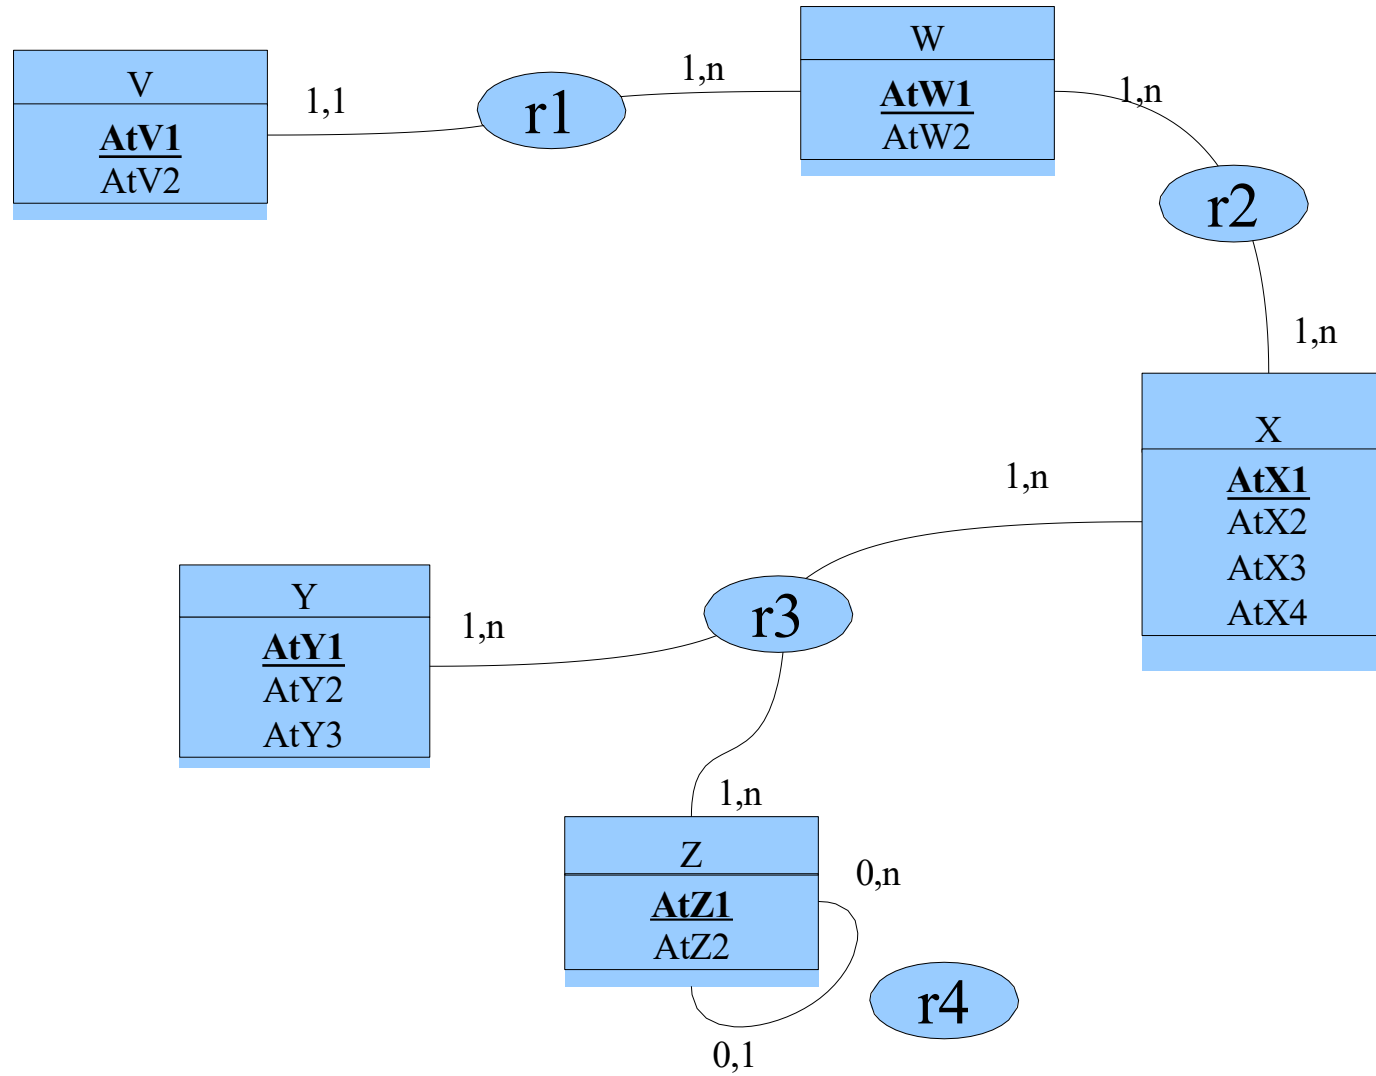 V
AtV1
AtV2
1,1
r1
1,n
W
AtW1
AtW2
1,n
r2
1,n
X
AtX1
AtX2
AtX3
AtX4
1,n
r3
1,n
Y
AtY1
AtY2
AtY3
1,n
Z
AtZ1
AtZ2
0,n
r4
0,1